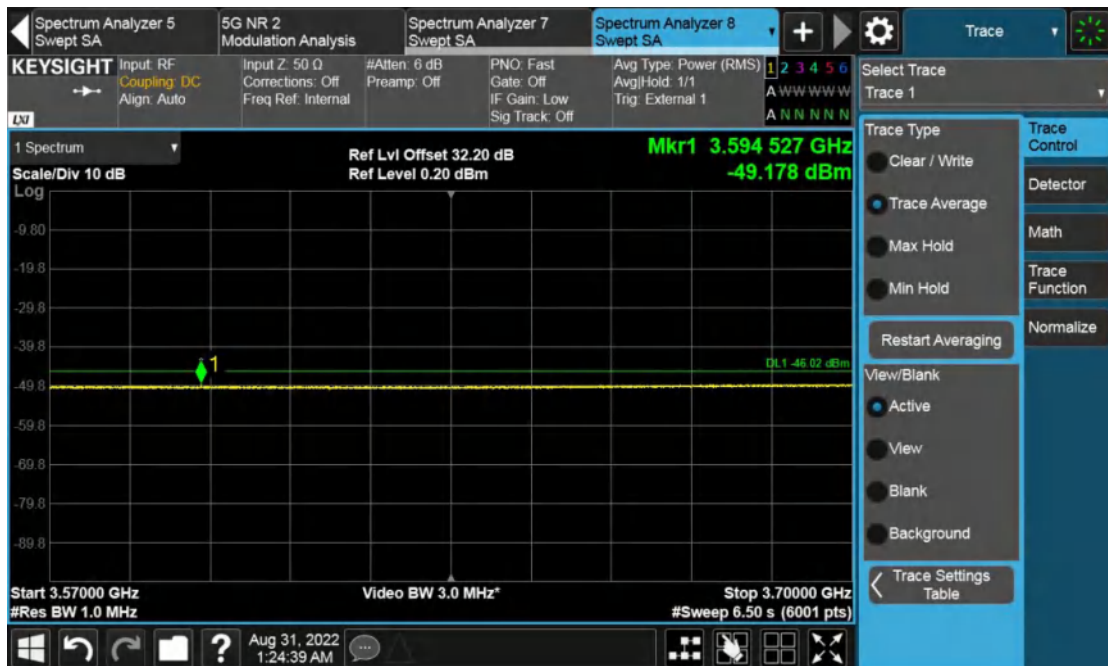 Spectrum Analyzer 5
Swept SA
5G NR 2
Modulation Analysis
Spectrum Analyzer 7
Swept SA
Spectrum Analyzer 8
Swept SA
+
Trace
KEYSIGHT
LXI
Input: RF
Coupling: DC
Align: Auto
Input Z: 50 Ω
Corrections: Off
Freq Ref: Internal
#Atten: 6 dB
Preamp: Off
PNO: Fast
Gate: Off
IF Gain: Low
Sig Track: Off
Avg Type: Power (RMS)
Avg|Hold: 1/1
Trig: External 1
1 2 3 4 5 6
A W W W W W
A N N N N N
Select Trace
Trace 1
1 Spectrum
Scale/Div 10 dB
Log
Ref Lvl Offset 32.20 dB
Ref Level 0.20 dBm
Mkr1 3.594 527 GHz
-49.178 dBm
-9.80
-19.8
-29.8
-39.8
-49.8
-59.8
-69.8
-79.8
-89.8
1
DL1 -46.02 dBm
Start 3.57000 GHz
#Res BW 1.0 MHz
Video BW 3.0 MHz*
Stop 3.70000 GHz
#Sweep 6.50 s (6001 pts)
Trace Type
Clear / Write
Trace Average
Max Hold
Min Hold
Restart Averaging
View/Blank
Active
View
Blank
Background
Trace Settings
Table
Trace
Control
Detector
Math
Trace
Function
Normalize
?
Aug 31, 2022
1:24:39 AM